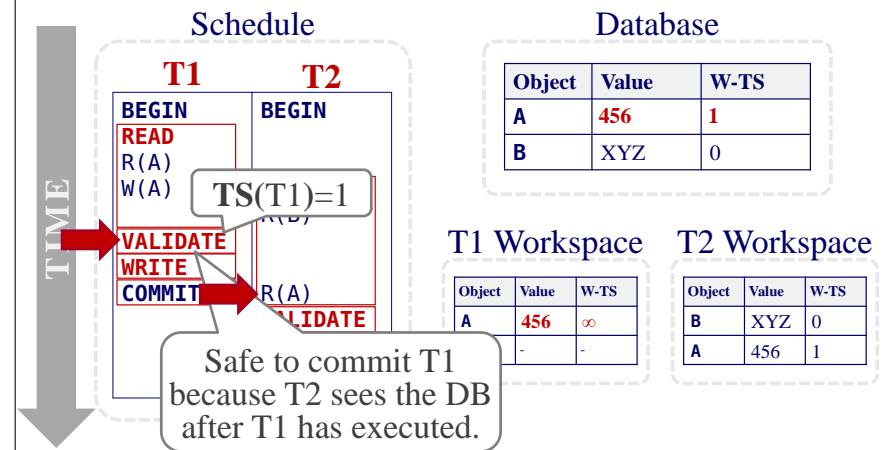 Schedule
Database
T1 T2
BEGIN BEGIN
READ
R(A)
W(A)
TS(T1)=1
R(B)
VALIDATE
WRITE
COMMIT R(A)
TIME
Safe to commit T1
because T2 sees the DB
after T1 has executed.
Object Value W-TS
A 456 1
B XYZ 0
T1 Workspace
Object Value W-TS
A 456 ∞
- -
T2 Workspace
Object Value W-TS
B XYZ 0
A 456 1